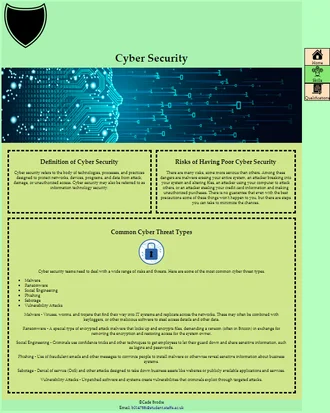 Cyber Security
Home
Skills
Qualifications
Definition of Cyber Security
Cyber security refers to the body of technologies, processes, and practices
designed to protect networks, devices, programs, and data from attack,
damage, or unauthorized access. Cyber security may also be referred to as
information technology security.
Risks of Having Poor Cyber Security
There are many risks, some more serious than others. Among these
dangers are malware erasing your entire system, an attacker breaking into
your system and altering files, an attacker using your computer to attack
others, or an attacker stealing your credit card information and making
unauthorized purchases. There is no guarantee that even with the best
precautions some of these things won't happen to you, but there are steps
you can take to minimize the chances.
Common Cyber Threat Types
Cyber security teams need to deal with a wide range of risks and threats. Here are some of the most common cyber threat types.
Malware
Ransomware
Social Engineering
Phishing
Sabotage
Vulnerability Attacks
Malware - Viruses, worms, and trojans that find their way into IT systems and replicate across the networks. These may often be combined with
keyloggers, or other malicious software to steal access details and other data.
Ransomware - A special type of encrypted attack malware that locks up and encrypts files, demanding a ransom (often in Bitcoin) in exchange for
removing the encryption and restoring access for the system owner.
Social Engineering - Criminals use confidence tricks and other techniques to get employees to let their guard down and share sensitive information, such
as logins and passwords.
Phishing - Use of fraudulent emails and other messages to convince people to install malware or otherwise reveal sensitive information about business
systems.
Sabotage - Denial of service (DoS) and other attacks designed to take down business assets like websites or publicly available applications and services.
Vulnerability Attacks - Unpatched software and systems create vulnerabilities that criminals exploit through targeted attacks.
Email: